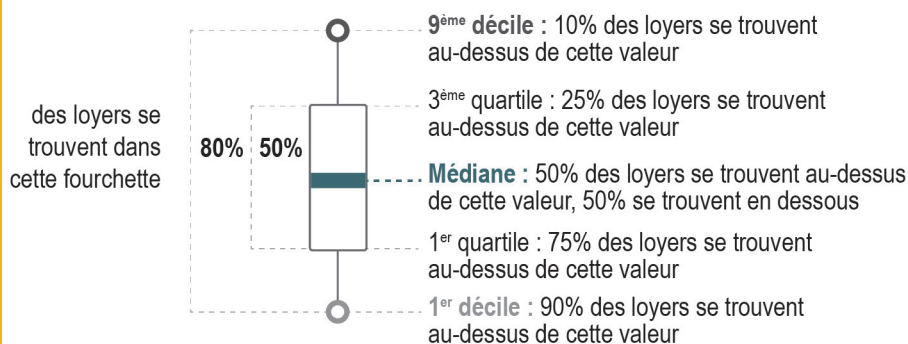 des loyers se
trouvent dans
cette fourchette
80%
50%
9ème décile : 10% des loyers se trouvent
au-dessus de cette valeur
3ème quartile : 25% des loyers se trouvent
au-dessus de cette valeur
Médiane : 50% des loyers se trouvent au-dessus
de cette valeur, 50% se trouvent en dessous
1er quartile : 75% des loyers se trouvent
au-dessus de cette valeur
1er décile : 90% des loyers se trouvent
au-dessus de cette valeur